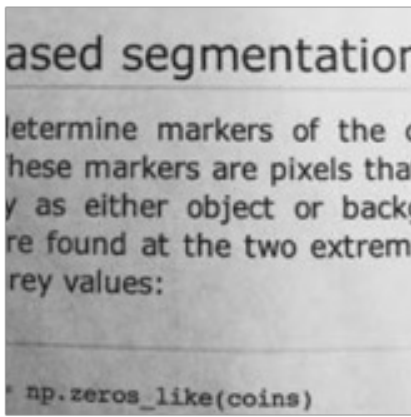 ased segmentation
letermine markers of the
hese markers are pixels tha
y as either object or back
re found at the two extrem
rey values:
np.zeros_like(coins)